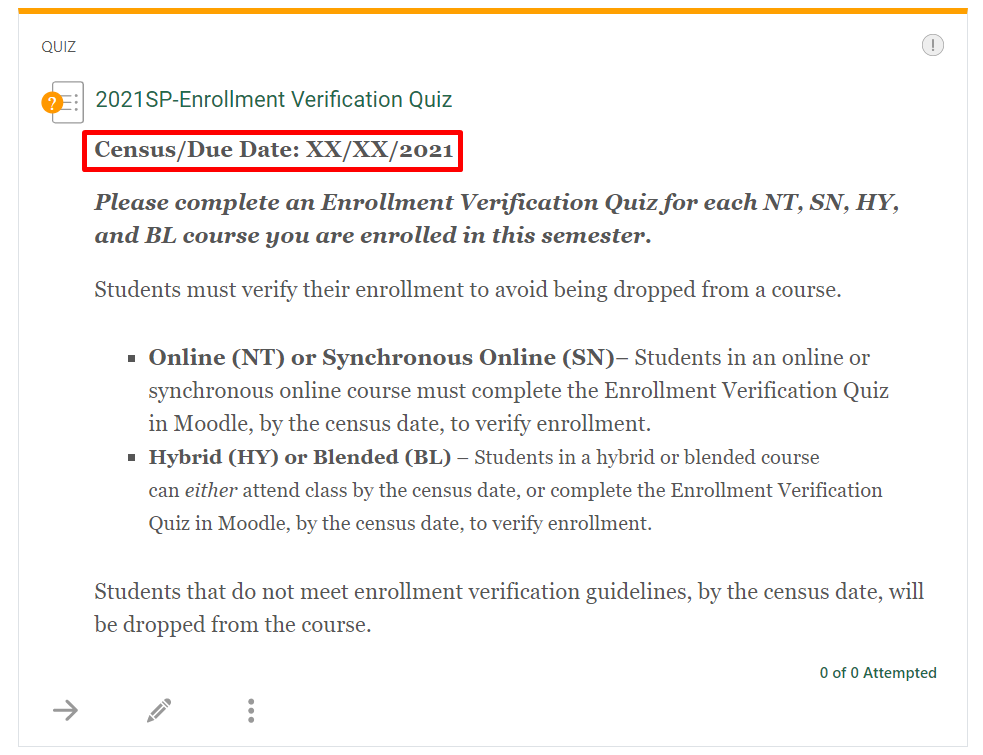 QUIZ
!
?
2021SP-Enrollment Verification Quiz
Census/Due Date: XX/XX/2021
Please complete an Enrollment Verification Quiz for each NT, SN, HY,
and BL course you are enrolled in this semester.
Students must verify their enrollment to avoid being dropped from a course.
▪ Online (NT) or Synchronous Online (SN)– Students in an online or
synchronous online course must complete the Enrollment Verification Quiz
in Moodle, by the census date, to verify enrollment.
▪ Hybrid (HY) or Blended (BL) – Students in a hybrid or blended course
can either attend class by the census date, or complete the Enrollment Verification
Quiz in Moodle, by the census date, to verify enrollment.
Students that do not meet enrollment verification guidelines, by the census date, will
be dropped from the course.
0 of 0 Attempted